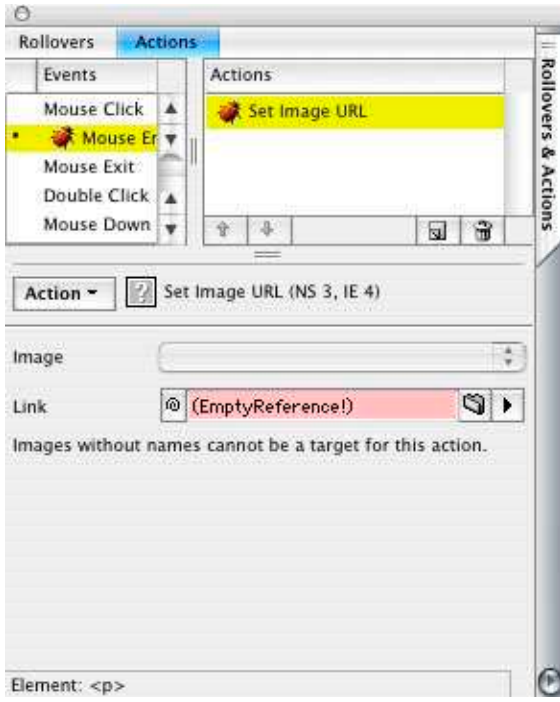 Rollovers Actions
Events
Actions
Mouse Click
Mouse Er
Mouse Exit
Double Click
Mouse Down
Set Image URL
Rollovers & Actions
Action
? Set Image URL (NS 3, IE 4)
Image
Link
(EmptyReference!)
Images without names cannot be a target for this action.
Element: <p>